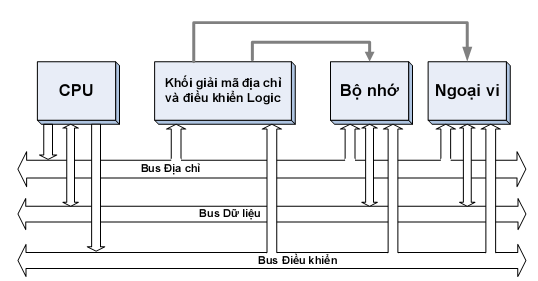 CPU
Khối giải mã địa chỉ
và điều khiển Logic
Bộ nhớ
Ngoại vi
Bus Địa chỉ
Bus Dữ liệu
Bus Điều khiển